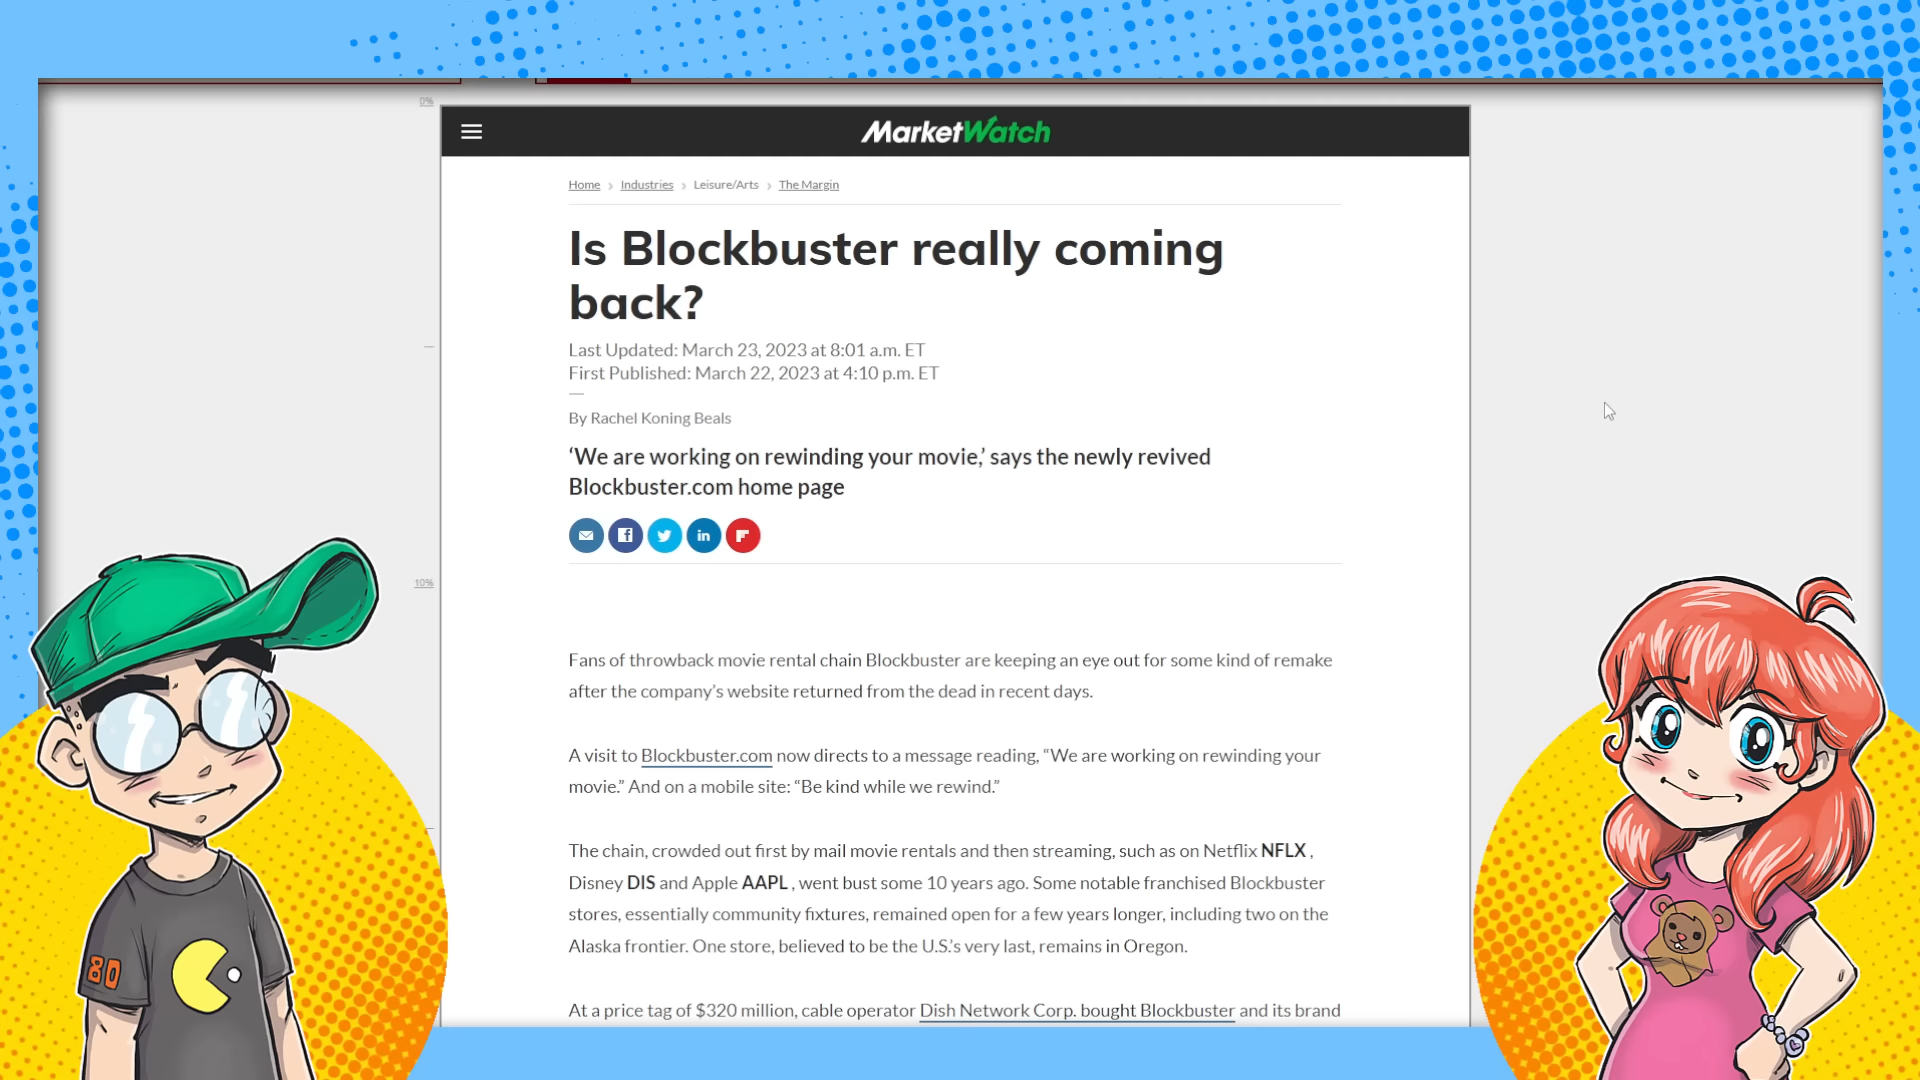 0%
MarketWatch
Home > Industries > Leisure/Arts > The Margin
Is Blockbuster really coming
back?
Last Updated: March 23, 2023 at 8:01 a.m. ET
First Published: March 22, 2023 at 4:10 p.m. ET
By Rachel Koning Beals
‘We are working on rewinding your movie,’ says the newly revived
Blockbuster.com home page
10%
Fans of throwback movie rental chain Blockbuster are keeping an eye out for some kind of remake
after the company’s website returned from the dead in recent days.
A visit to Blockbuster.com now directs to a message reading, “We are working on rewinding your
movie.” And on a mobile site: “Be kind while we rewind.”
The chain, crowded out first by mail movie rentals and then streaming, such as on Netflix NFLX ,
Disney DIS and Apple AAPL , went bust some 10 years ago. Some notable franchised Blockbuster
stores, essentially community fixtures, remained open for a few years longer, including two on the
Alaska frontier. One store, believed to be the U.S.’s very last, remains in Oregon.
At a price tag of $320 million, cable operator Dish Network Corp. bought Blockbuster and its brand
80